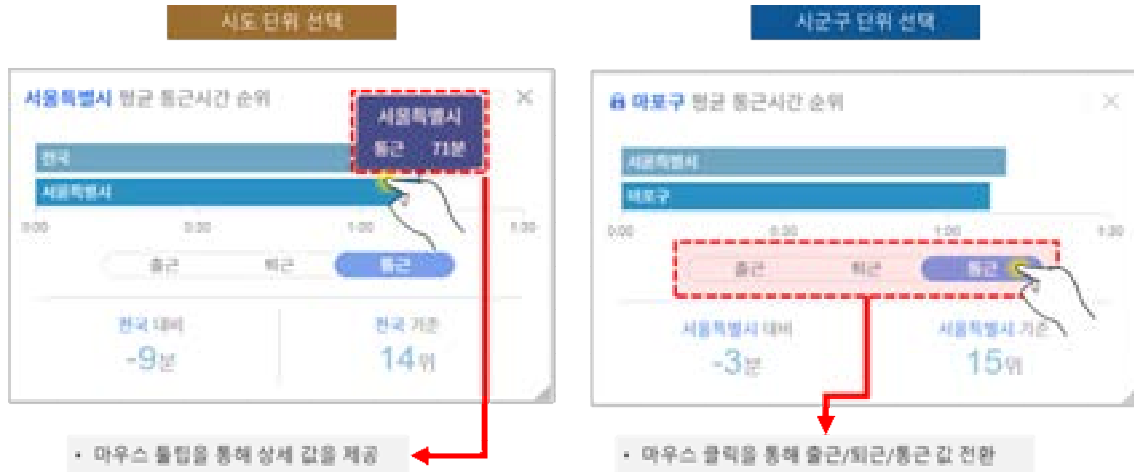 시도 단위 선택
시군구 단위 선택
서울특별시 평균 통근시간 순위
서울특별시
통근 71분
전국
서울특별시
0:00 0:30 1:00 1:30
출근 퇴근 통근
전국 대비
-9분
전국 기준
14위
• 마우스 툴팁을 통해 상세 값을 제공
마포구 평균 통근시간 순위
서울특별시
마포구
0:00 0:30 1:00 1:30
출근 퇴근 통근
서울특별시 대비
-3분
서울특별시 기준
15위
• 마우스 클릭을 통해 출근/퇴근/통근 값 전환